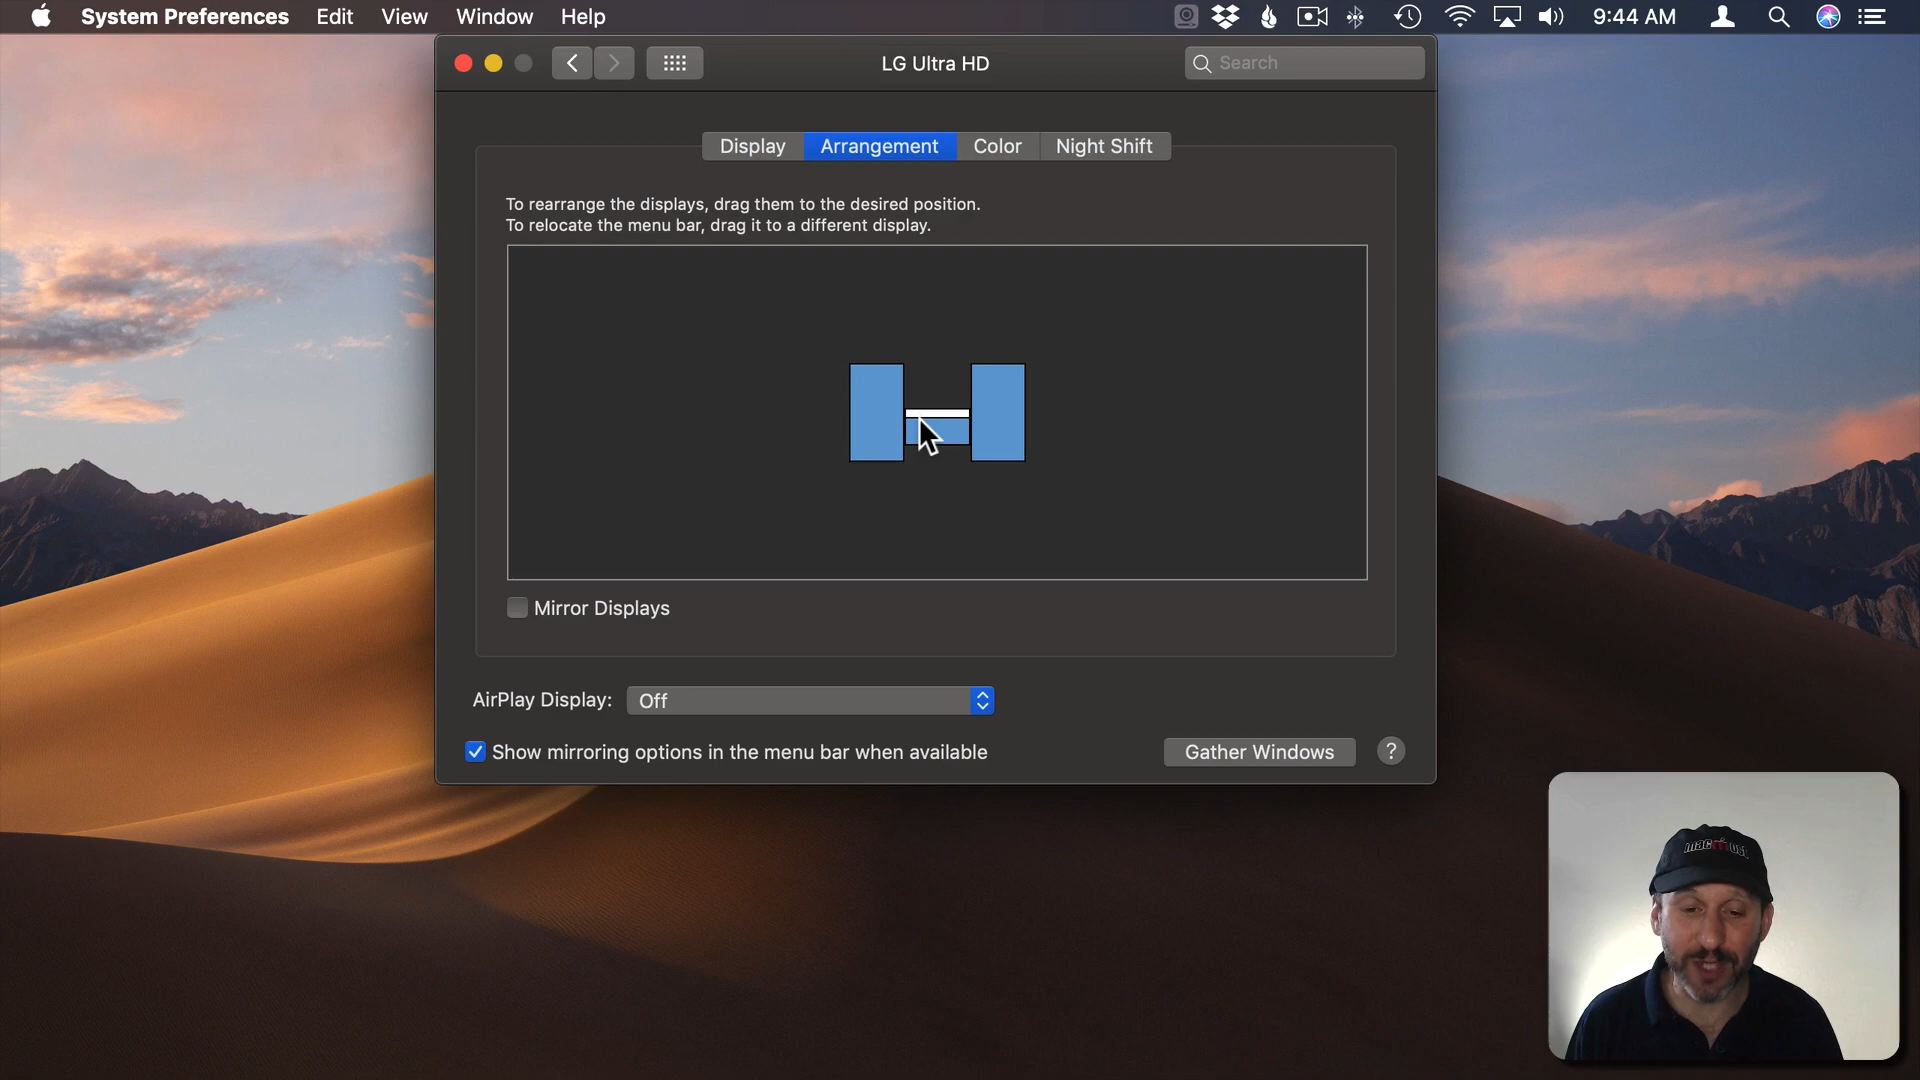 System Preferences Edit View Window Help 9:44 AM
LG Ultra HD Search
Display Arrangement Color Night Shift
To rearrange the displays, drag them to the desired position.
To relocate the menu bar, drag it to a different display.
Mirror Displays
AirPlay Display: Off
Show mirroring options in the menu bar when available Gather Windows ?
macmost